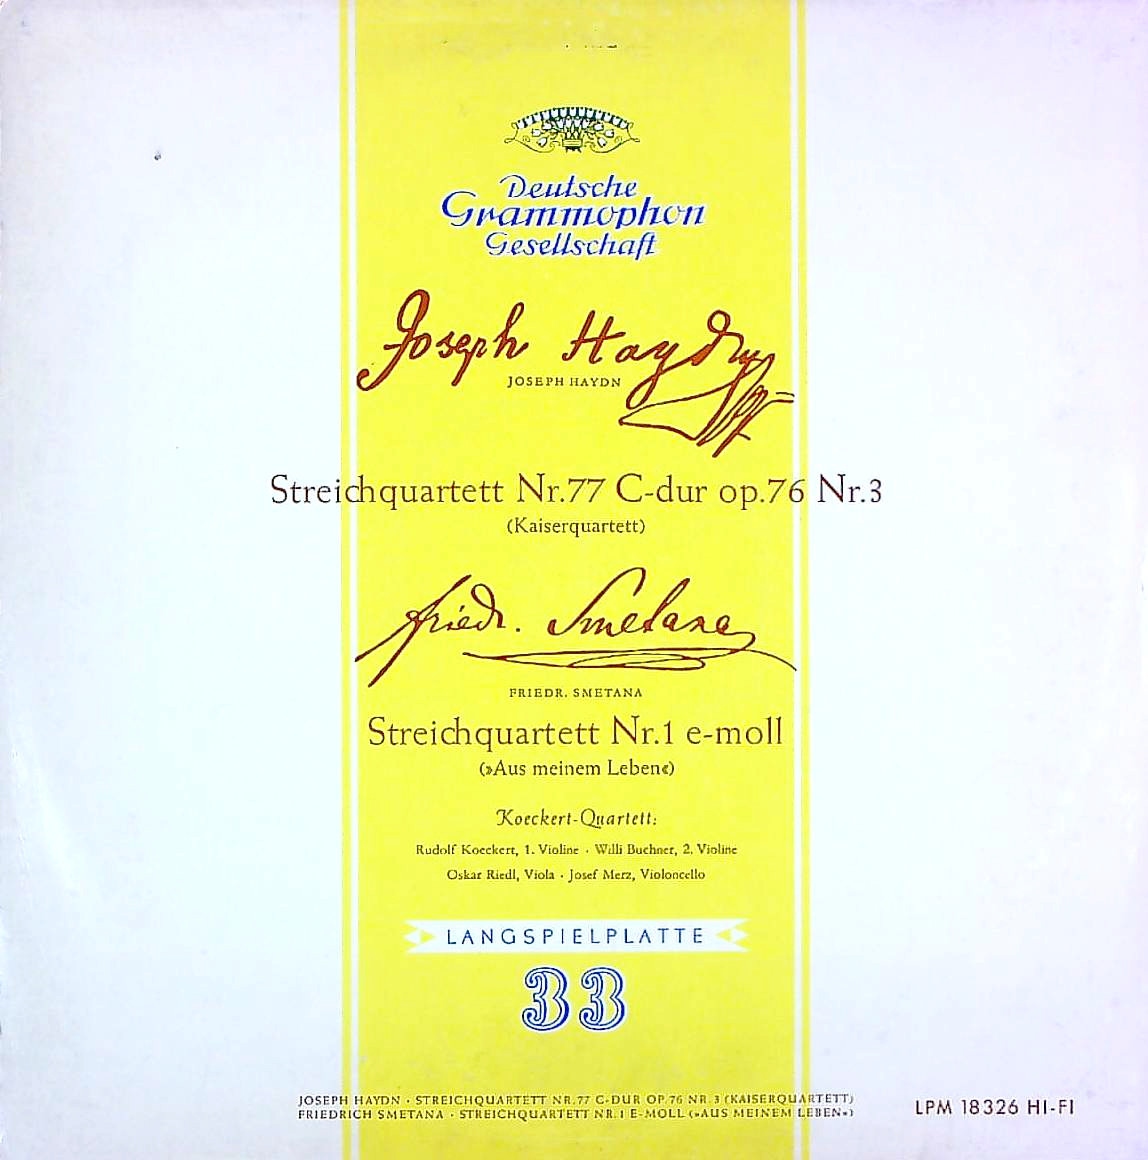 Deutsche
Grammophon
Gesellschaft
Joseph Haydn
JOSEPH HAYDN
Streichquartett Nr.77 C-dur op.76 Nr.3
(Kaiserquartett)
Friedr. Smetana
FRIEDR. SMETANA
Streichquartett Nr.1 e-moll
(»Aus meinem Leben«)
Koeckert-Quartett:
Rudolf Koeckert, 1. Violine · Willi Buchner, 2. Violine
Oskar Riedl, Viola · Josef Merz, Violoncello
LANGSPIELPLATTE
33
JOSEPH HAYDN · STREICHQUARTETT NR.77 C-DUR OP.76 NR.3 (KAISERQUARTETT)
FRIEDRICH SMETANA · STREICHQUARTETT NR.1 E-MOLL (»AUS MEINEM LEBEN«)
LPM 18326 HI-FI